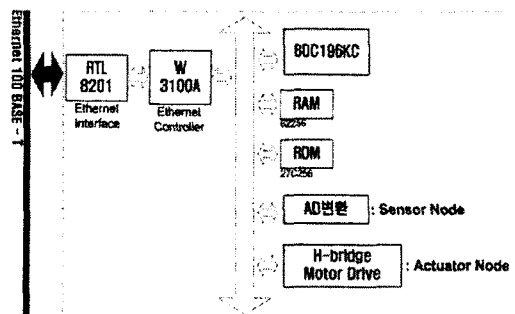 Ethernet 100 BASE - T
RTL
8201
Ethernet
Interface
W
3100A
Ethernet
Controller
80C196KC
RAM
62256
ROM
27C256
AD변환
: Sensor Node
H-bridge
Motor Drive
: Actuator Node